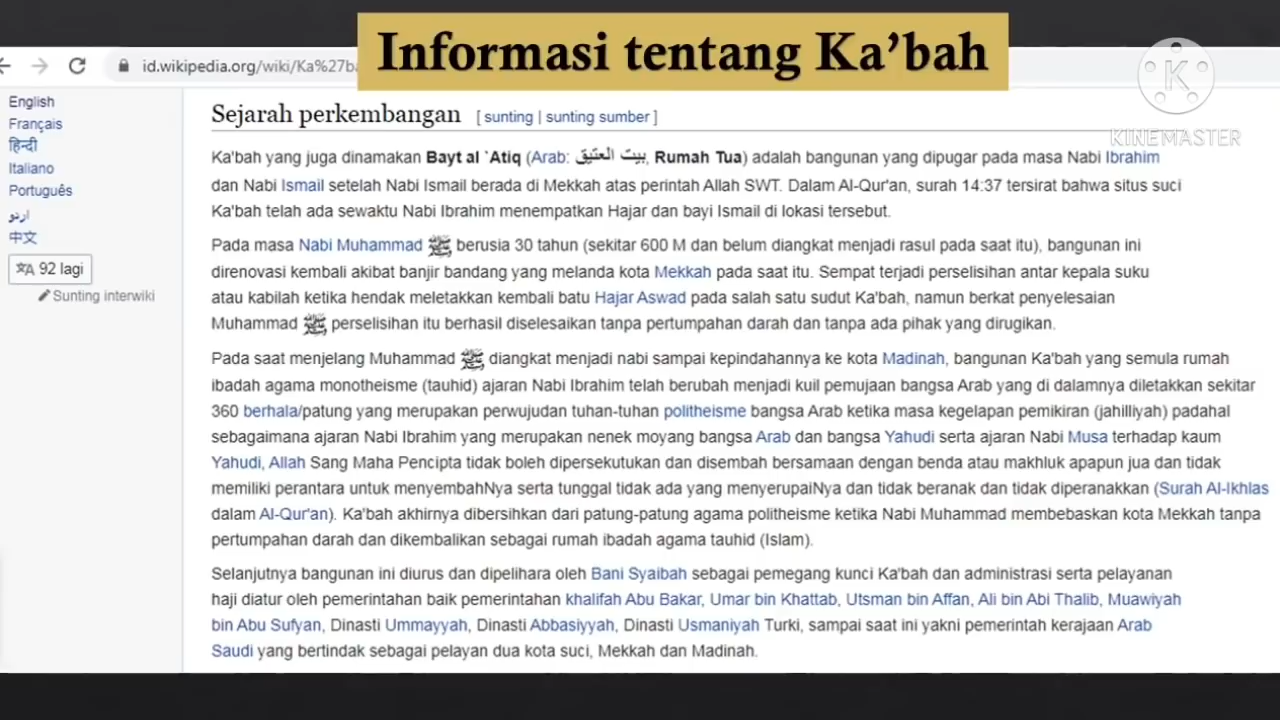 Informasi tentang Ka’bah
KINEMASTER
id.wikipedia.org/wiki/Ka%27b
English
Français
हिन्दी
Italiano
Português
اردو
中文
92 lagi
Sunting interwiki
Sejarah perkembangan [ sunting | sunting sumber ]
Ka'bah yang juga dinamakan Bayt al `Atiq (Arab: بيت العتيق, Rumah Tua) adalah bangunan yang dipugar pada masa Nabi Ibrahim
dan Nabi Ismail setelah Nabi Ismail berada di Mekkah atas perintah Allah SWT. Dalam Al-Qur'an, surah 14:37 tersirat bahwa situs suci
Ka'bah telah ada sewaktu Nabi Ibrahim menempatkan Hajar dan bayi Ismail di lokasi tersebut.
Pada masa Nabi Muhammad ﷺ berusia 30 tahun (sekitar 600 M dan belum diangkat menjadi rasul pada saat itu), bangunan ini
direnovasi kembali akibat banjir bandang yang melanda kota Mekkah pada saat itu. Sempat terjadi perselisihan antar kepala suku
atau kabilah ketika hendak meletakkan kembali batu Hajar Aswad pada salah satu sudut Ka'bah, namun berkat penyelesaian
Muhammad ﷺ perselisihan itu berhasil diselesaikan tanpa pertumpahan darah dan tanpa ada pihak yang dirugikan.
Pada saat menjelang Muhammad ﷺ diangkat menjadi nabi sampai kepindahannya ke kota Madinah, bangunan Ka'bah yang semula rumah
ibadah agama monotheisme (tauhid) ajaran Nabi Ibrahim telah berubah menjadi kuil pemujaan bangsa Arab yang di dalamnya diletakkan sekitar
360 berhala/patung yang merupakan perwujudan tuhan-tuhan politheisme bangsa Arab ketika masa kegelapan pemikiran (jahilliyah) padahal
sebagaimana ajaran Nabi Ibrahim yang merupakan nenek moyang bangsa Arab dan bangsa Yahudi serta ajaran Nabi Musa terhadap kaum
Yahudi, Allah Sang Maha Pencipta tidak boleh dipersekutukan dan disembah bersamaan dengan benda atau makhluk apapun jua dan tidak
memiliki perantara untuk menyembahNya serta tunggal tidak ada yang menyerupaiNya dan tidak beranak dan tidak diperanakkan (Surah Al-Ikhlas
dalam Al-Qur'an). Ka'bah akhirnya dibersihkan dari patung-patung agama politheisme ketika Nabi Muhammad membebaskan kota Mekkah tanpa
pertumpahan darah dan dikembalikan sebagai rumah ibadah agama tauhid (Islam).
Selanjutnya bangunan ini diurus dan dipelihara oleh Bani Syaibah sebagai pemegang kunci Ka'bah dan administrasi serta pelayanan
haji diatur oleh pemerintahan baik pemerintahan khalifah Abu Bakar, Umar bin Khattab, Utsman bin Affan, Ali bin Abi Thalib, Muawiyah
bin Abu Sufyan, Dinasti Ummayyah, Dinasti Abbasiyyah, Dinasti Usmaniyah Turki, sampai saat ini yakni pemerintah kerajaan Arab
Saudi yang bertindak sebagai pelayan dua kota suci, Mekkah dan Madinah.